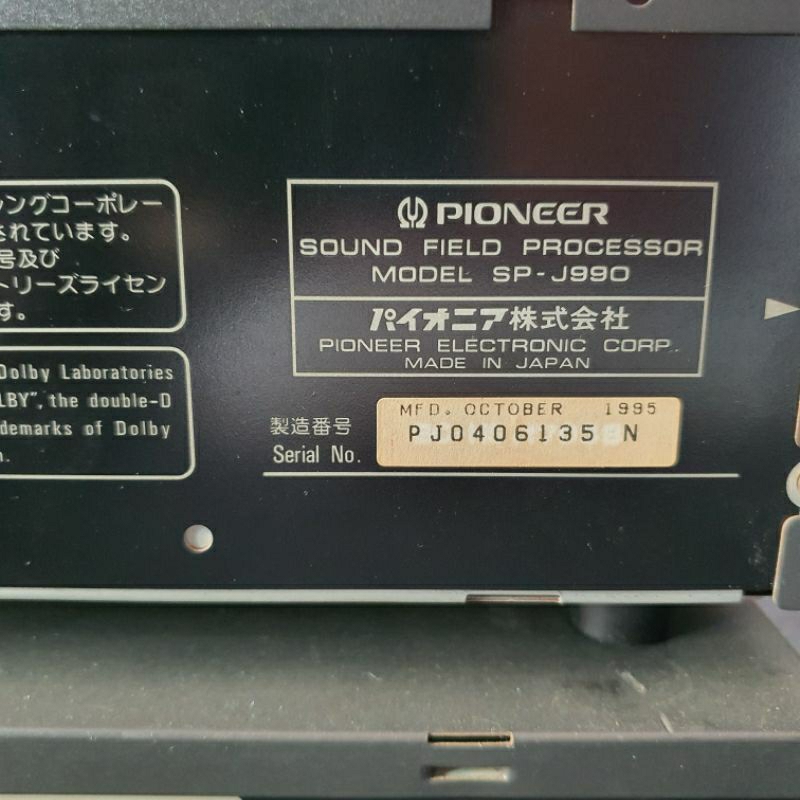 ングコーポレー
されています。
号及び
トリーズライセン
す。
Dolby Laboratories
LBY", the double-D
demarks of Dolby
n.
PIONEER
SOUND FIELD PROCESSOR
MODEL SP-J990
パイオニア株式会社
PIONEER ELECTRONIC CORP.
MADE IN JAPAN
MFD. OCTOBER 1995
製造番号
PJ0406135 N
Serial No.